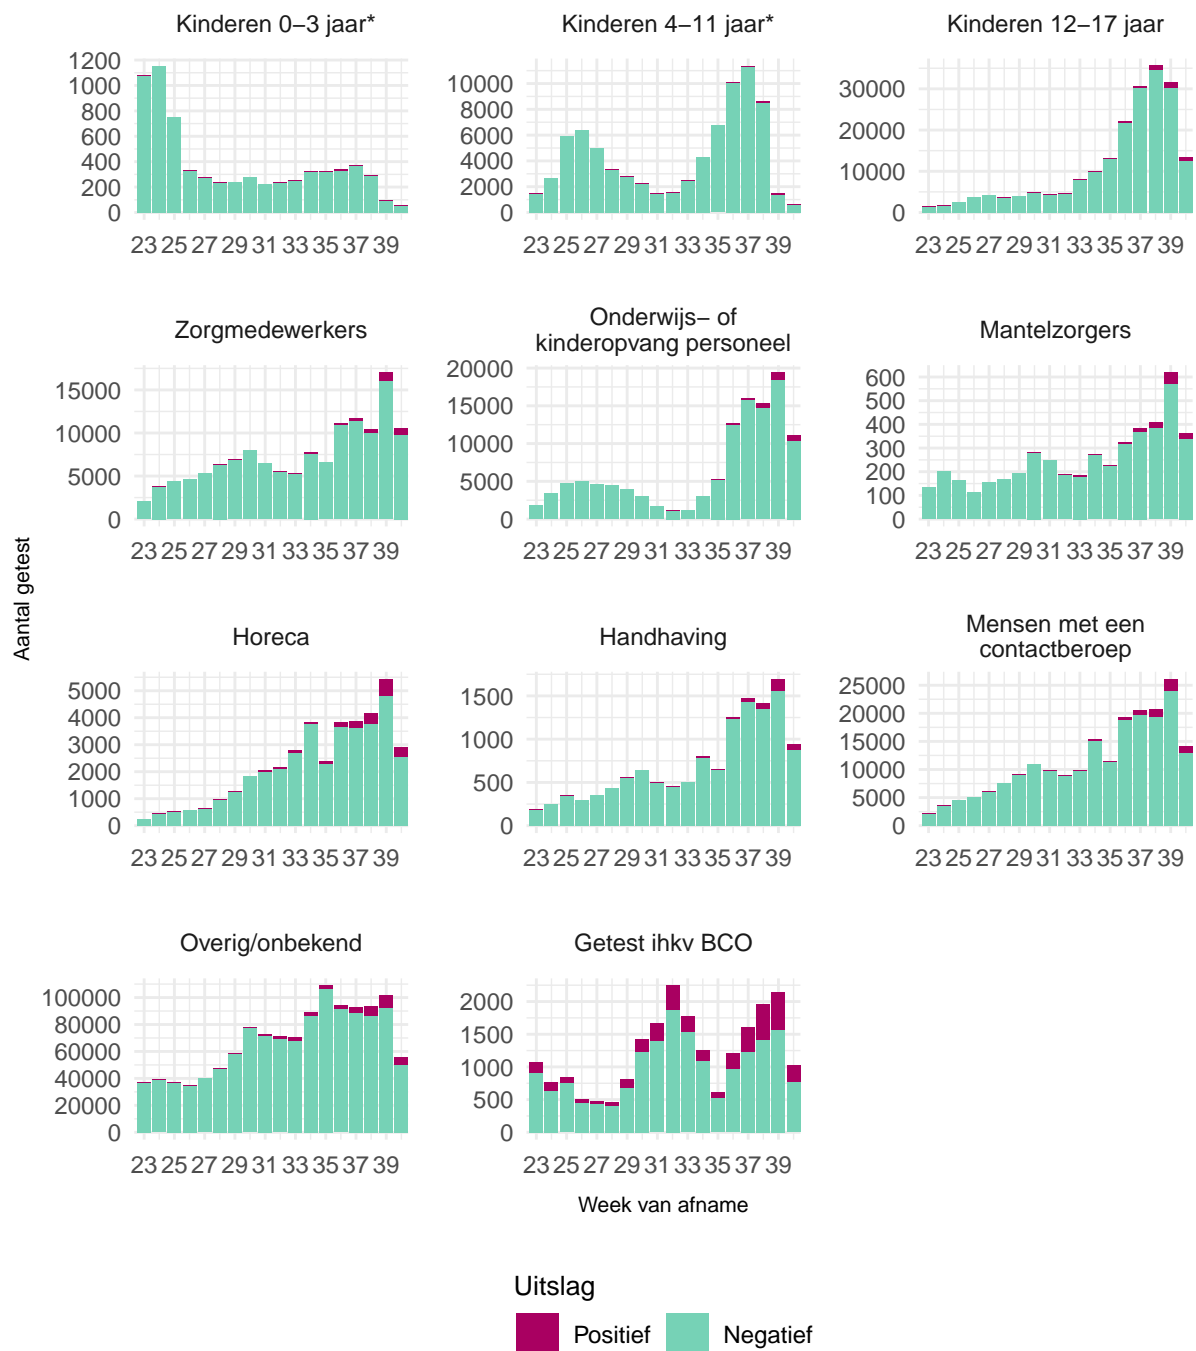 Kinderen 0–3 jaar*
Kinderen 4–11 jaar*
Kinderen 12–17 jaar
1200
1000
800
600
400
200
0
23 25 27 29 31 33 35 37 39
10000
8000
6000
4000
2000
0
23 25 27 29 31 33 35 37 39
30000
20000
10000
0
23 25 27 29 31 33 35 37 39
Zorgmedewerkers
Onderwijs– of
kinderopvang personeel
Mantelzorgers
15000
10000
5000
0
23 25 27 29 31 33 35 37 39
20000
15000
10000
5000
0
23 25 27 29 31 33 35 37 39
600
500
400
300
200
100
0
23 25 27 29 31 33 35 37 39
Aantal getest
Horeca
Handhaving
Mensen met een
contactberoep
5000
4000
3000
2000
1000
0
23 25 27 29 31 33 35 37 39
1500
1000
500
0
23 25 27 29 31 33 35 37 39
25000
20000
15000
10000
5000
0
23 25 27 29 31 33 35 37 39
Overig/onbekend
Getest ihkv BCO
100000
80000
60000
40000
20000
0
23 25 27 29 31 33 35 37 39
2000
1500
1000
500
0
23 25 27 29 31 33 35 37 39
Week van afname
Uitslag
Positief
Negatief